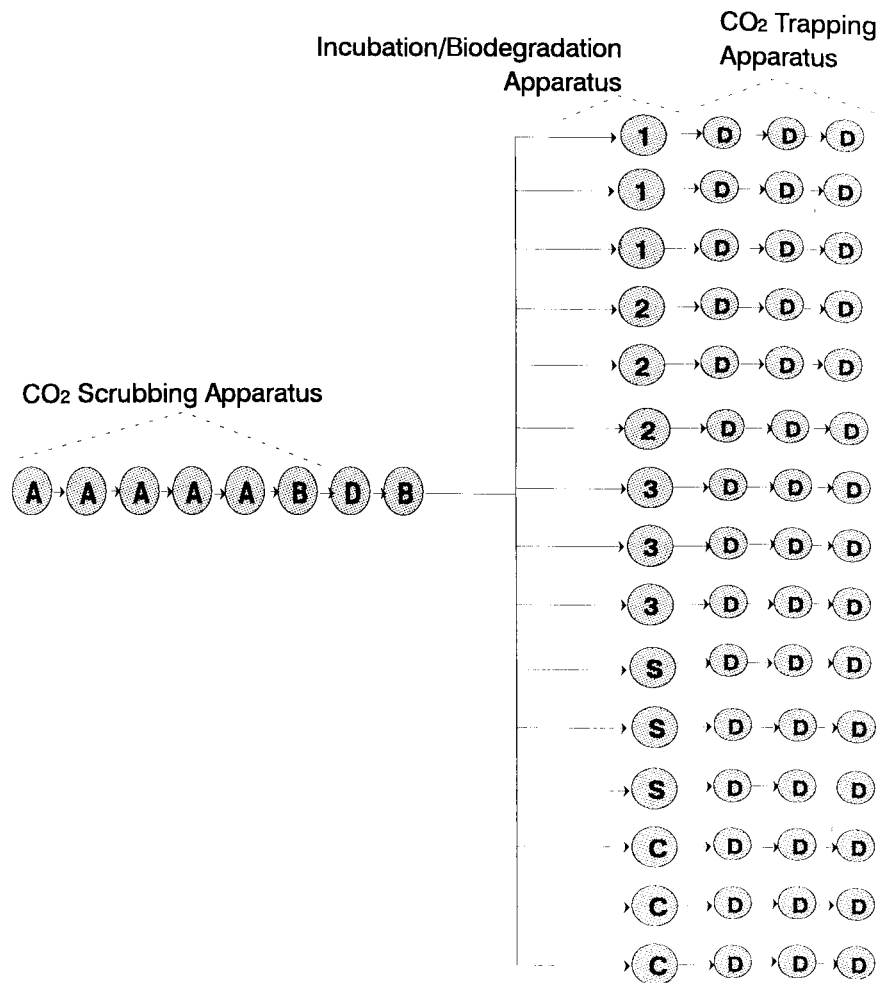 CO2 Trapping
Apparatus
Incubation/Biodegradation
Apparatus
1 D D D
1 D D D
1 D D D
2 D D D
2 D D D
CO2 Scrubbing Apparatus
2 D D D
A A A A A B D B
3 D D D
3 D D D
3 D D D
S D D D
S D D D
S D D D
C D D D
C D D D
C D D D